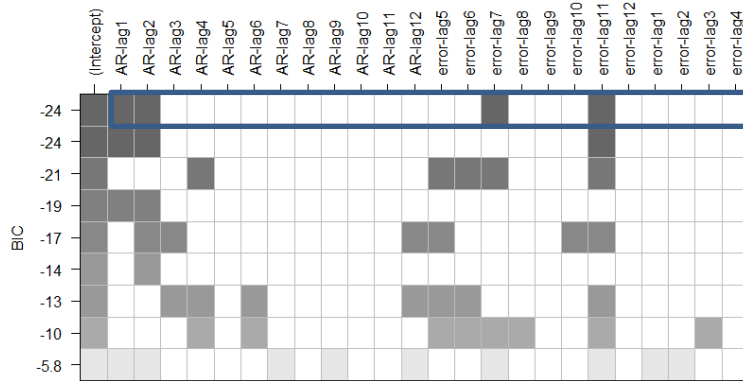 (Intercept)
AR-lag1
AR-lag2
AR-lag3
AR-lag4
AR-lag5
AR-lag6
AR-lag7
AR-lag8
AR-lag9
AR-lag10
AR-lag11
AR-lag12
error-lag5
error-lag6
error-lag7
error-lag8
error-lag9
error-lag10
error-lag11
error-lag12
error-lag1
error-lag2
error-lag3
error-lag4
BIC
-24
-24
-21
-19
-17
-14
-13
-10
-5.8